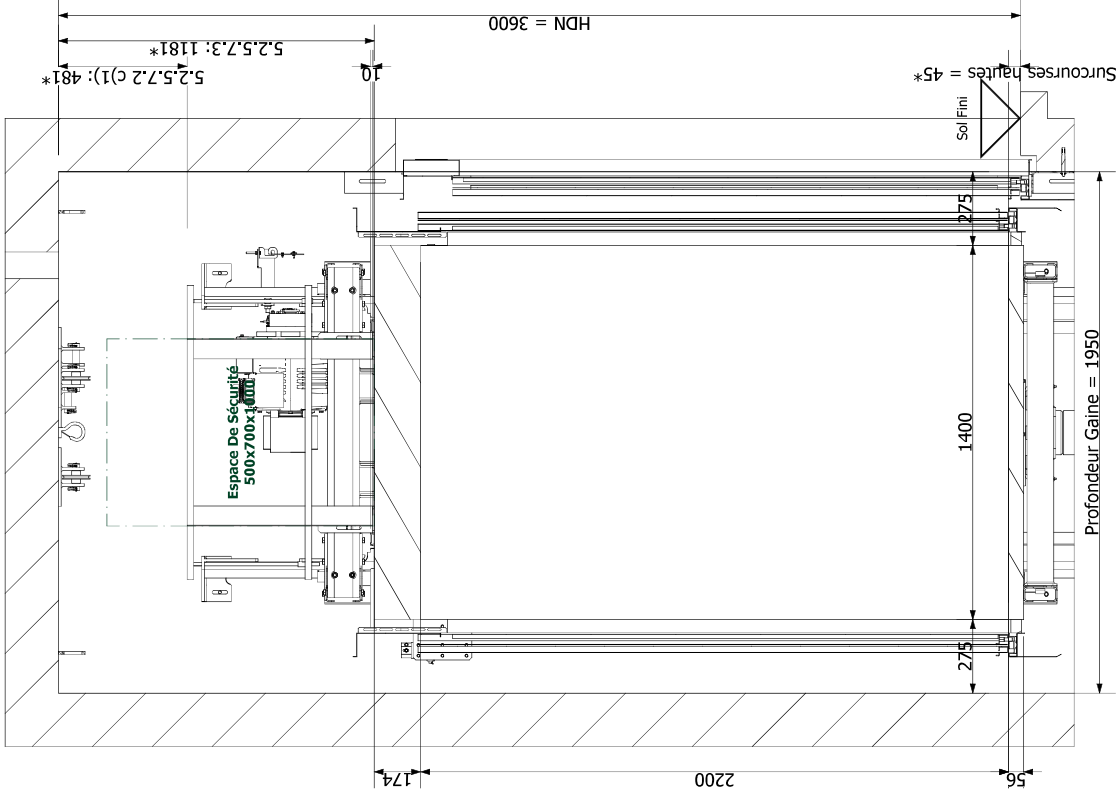 HDN = 3600
5.2.5.7.3: 1181*
5.2.5.7.2 c)1): 481*
10
Surcourses hautes = 45*
Sol Fini
275
1400
Profondeur Gaine = 1950
Espace De Sécurité
500x700x1000
275
174
2200
56